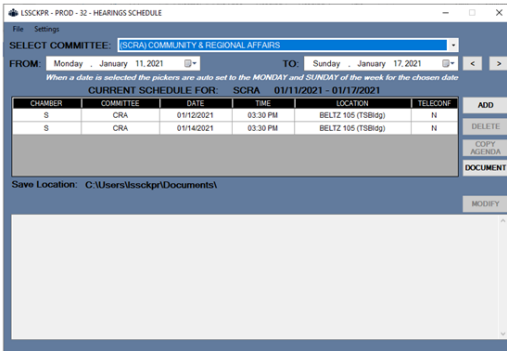 LSSCKPR - PROD - 32 - HEARINGS SCHEDULE
File Settings
SELECT COMMITTEE: (SCRA) COMMUNITY & REGIONAL AFFAIRS
FROM: Monday , January 11, 2021 TO: Sunday , January 17, 2021 < >
When a date is selected the pickers are auto set to the MONDAY and SUNDAY of the week for the chosen date
CURRENT SCHEDULE FOR: SCRA 01/11/2021 - 01/17/2021
CHAMBER COMMITTEE DATE TIME LOCATION TELECONF ADD
S CRA 01/12/2021 03:30 PM BELTZ 105 (TSBldg) N
S CRA 01/14/2021 03:30 PM BELTZ 105 (TSBldg) N DELETE
COPY AGENDA
DOCUMENT
Save Location: C:\Users\lssckpr\Documents\
MODIFY